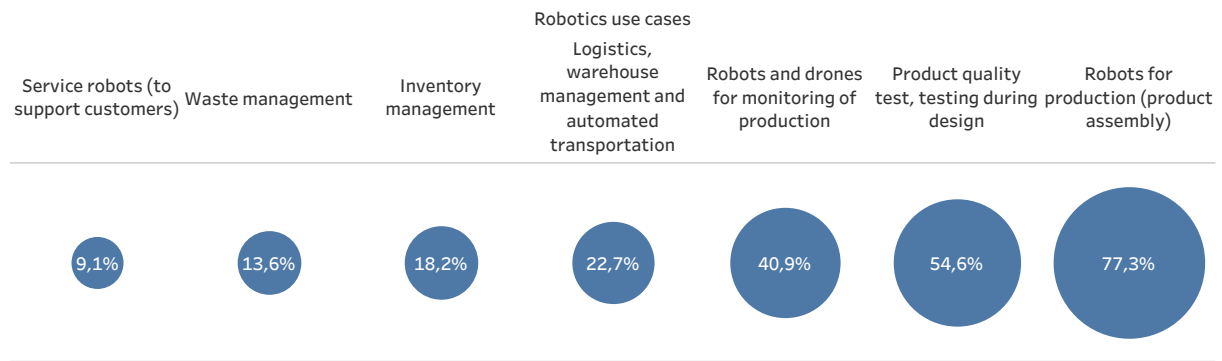 Robotics use cases
Service robots (to
support customers)
Waste management
Inventory
management
Logistics,
warehouse
management and
automated
transportation
Robots and drones
for monitoring of
production
Product quality
test, testing during
design
Robots for
production (product
assembly)
9,1%
13,6%
18,2%
22,7%
40,9%
54,6%
77,3%